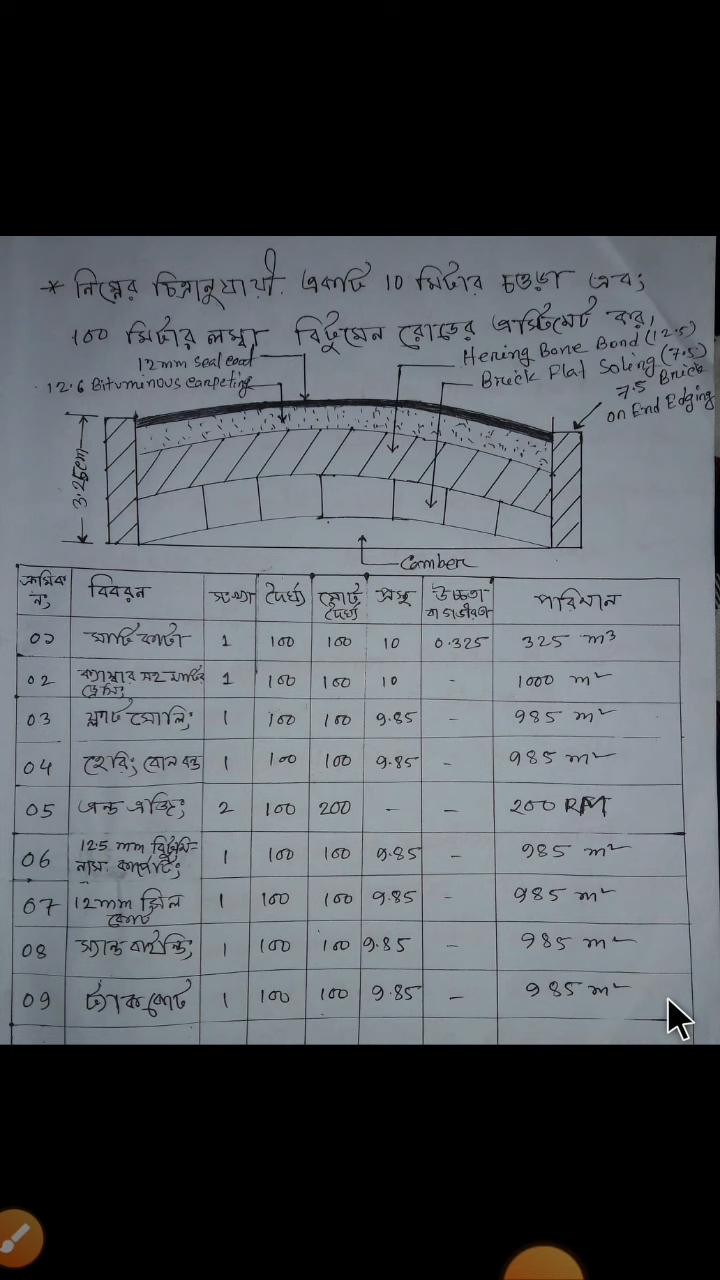 * নিম্নের চিত্রানুযায়ী একটি 10 মিটার চওড়া এবং
100 মিটার লম্বা বিটুমেন রোডের এস্টিমেট কর।
12mm seal coat
12.6 Bituminous carpeting
Hering Bone Bond (12.5)
Brick Flat Soling (7.5)
7.5 Brick
on End Edging
3.25cm
Camber
ক্রমিক নং বিবরন সংখ্যা দৈর্ঘ্য মোট দৈর্ঘ্য প্রস্থ উচ্চতা বা গভীরতা পরিমান
01 মাটি কাটা 1 100 100 10 0.325 325 m³
02 ক্যাম্বার সহ মাটির ড্রেসিং 1 100 100 10 - 1000 m²
03 ফ্লাট সোলিং 1 100 100 9.85 - 985 m²
04 হেরিং বোন বন্ড 1 100 100 9.85 - 985 m²
05 এন্ড এজিং 2 100 200 - - 200 RM
06 12.5 mm বিটুমিনাস কার্পেটিং 1 100 100 9.85 - 985 m²
07 12mm সিল কোট 1 100 100 9.85 - 985 m²
08 স্যান্ড 1 100 100 9.85 - 985 m²
09 ট্যাক কোট 1 100 100 9.85 - 985 m²